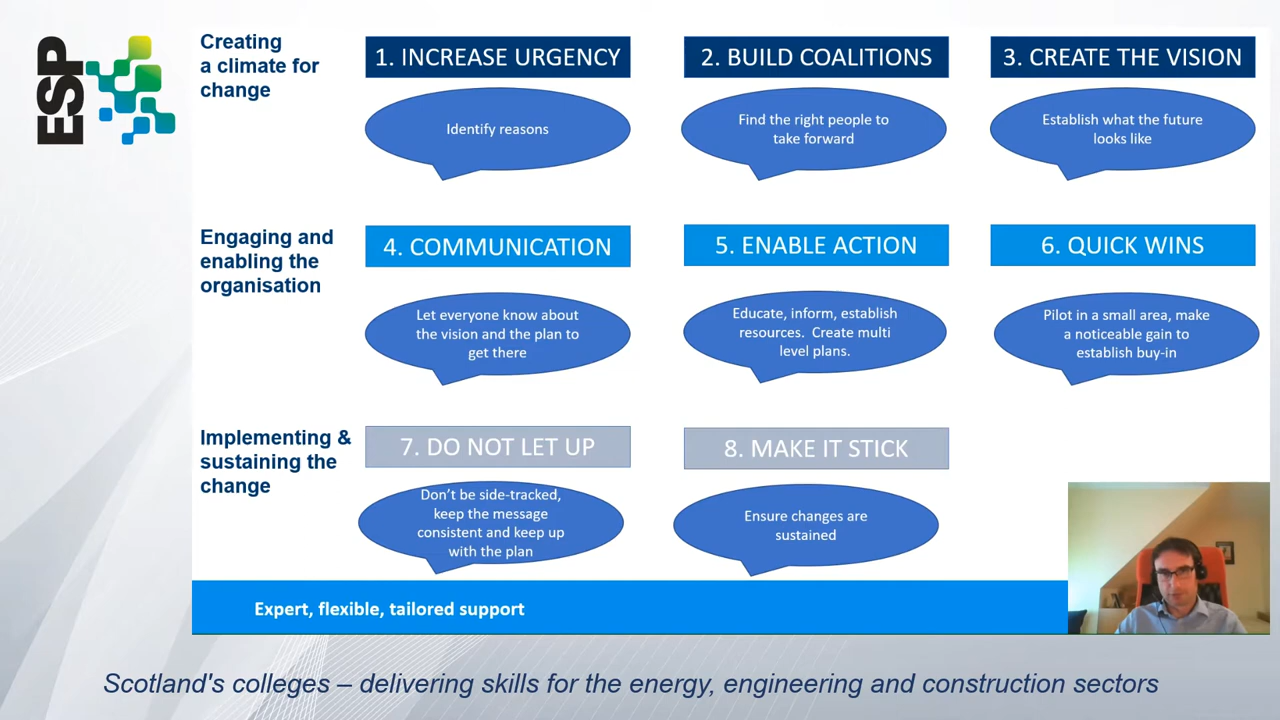 ESP
Creating
a climate for
change
1. INCREASE URGENCY
2. BUILD COALITIONS
3. CREATE THE VISION
Identify reasons
Find the right people to
take forward
Establish what the future
looks like
Engaging and
enabling the
organisation
4. COMMUNICATION
5. ENABLE ACTION
6. QUICK WINS
Let everyone know about
the vision and the plan to
get there
Educate, inform, establish
resources. Create multi
level plans.
Pilot in a small area, make
a noticeable gain to
establish buy-in
Implementing &
sustaining the
change
7. DO NOT LET UP
8. MAKE IT STICK
Don't be side-tracked,
keep the message
consistent and keep up
with the plan
Ensure changes are
sustained
Expert, flexible, tailored support
Scotland's colleges – delivering skills for the energy, engineering and construction sectors